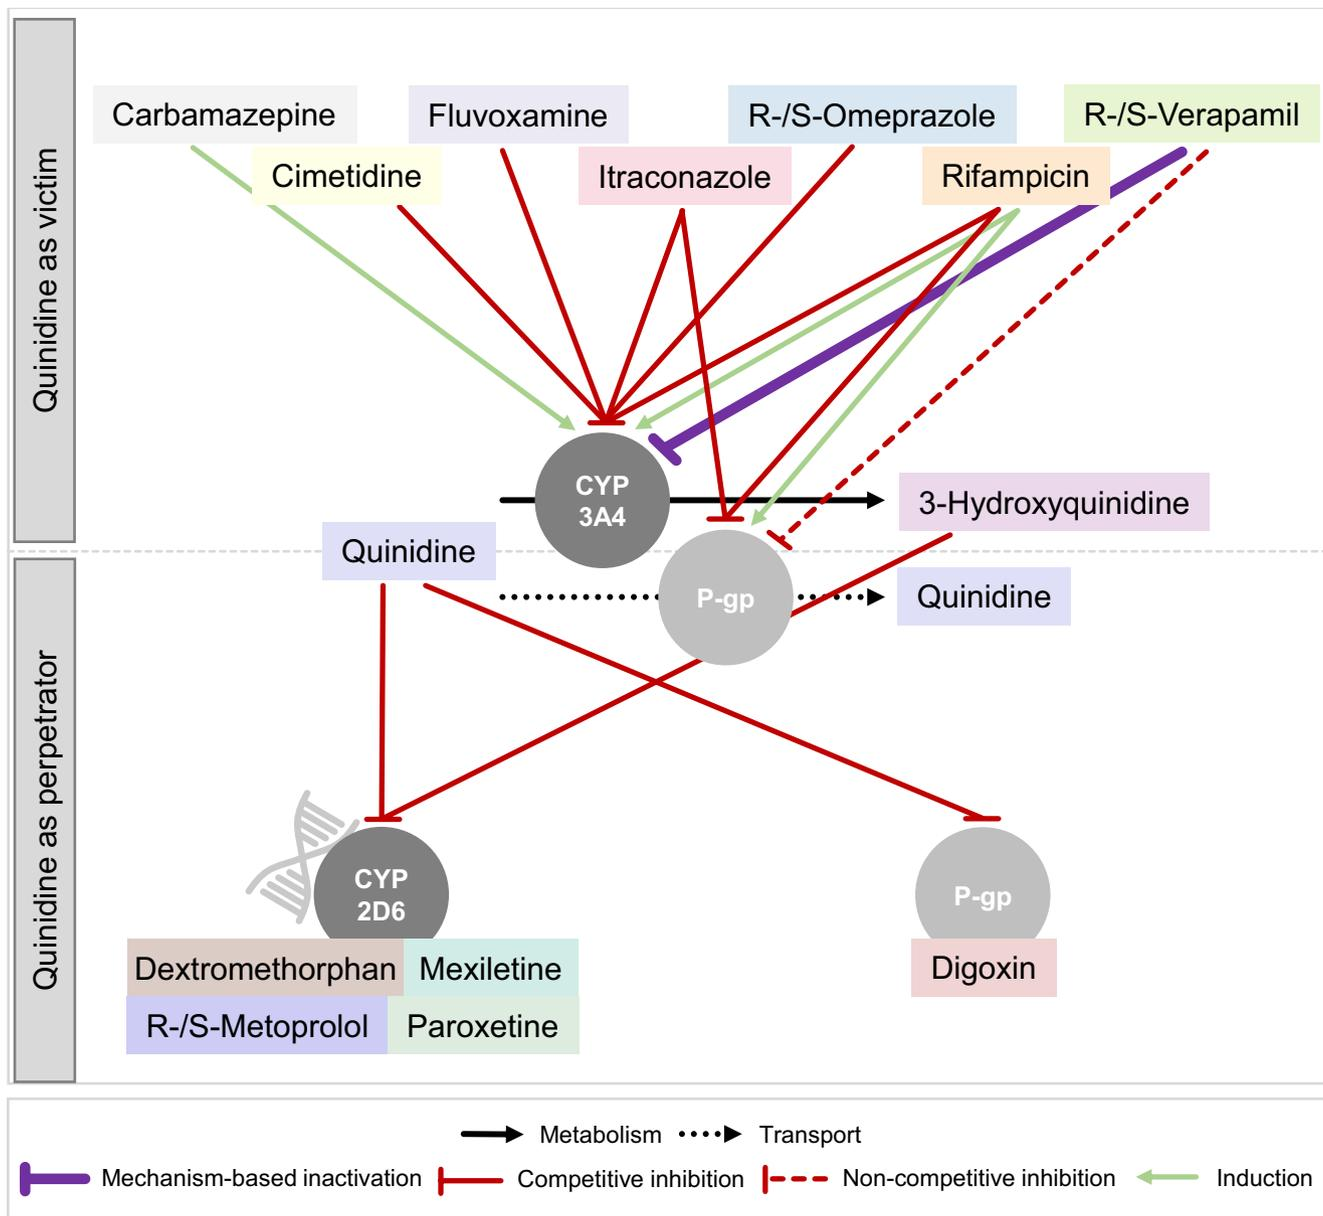 Quinidine as victim
Carbamazepine
Fluvoxamine
R-/S-Omeprazole
R-/S-Verapamil
Cimetidine
Itraconazole
Rifampicin
CYP
3A4
3-Hydroxyquinidine
Quinidine
P-gp
Quinidine
Quinidine as perpetrator
CYP
2D6
P-gp
Dextromethorphan
Mexiletine
Digoxin
R-/S-Metoprolol
Paroxetine
Metabolism
Transport
Mechanism-based inactivation
Competitive inhibition
Non-competitive inhibition
Induction